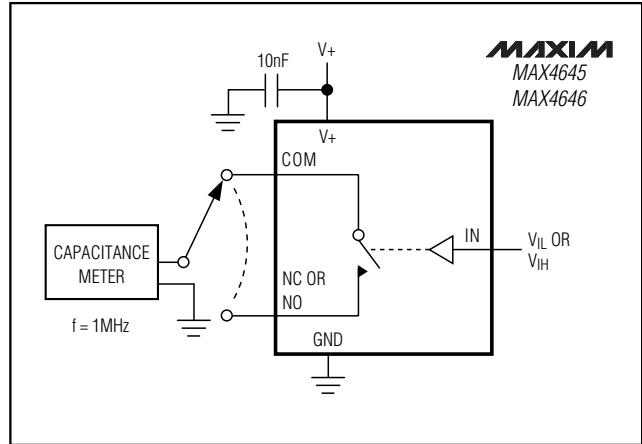 10nF
V+
MAXIM
MAX4645
MAX4646
V+
COM
CAPACITANCE
METER
f = 1MHz
NC OR
NO
IN
VIL OR
VIH
GND